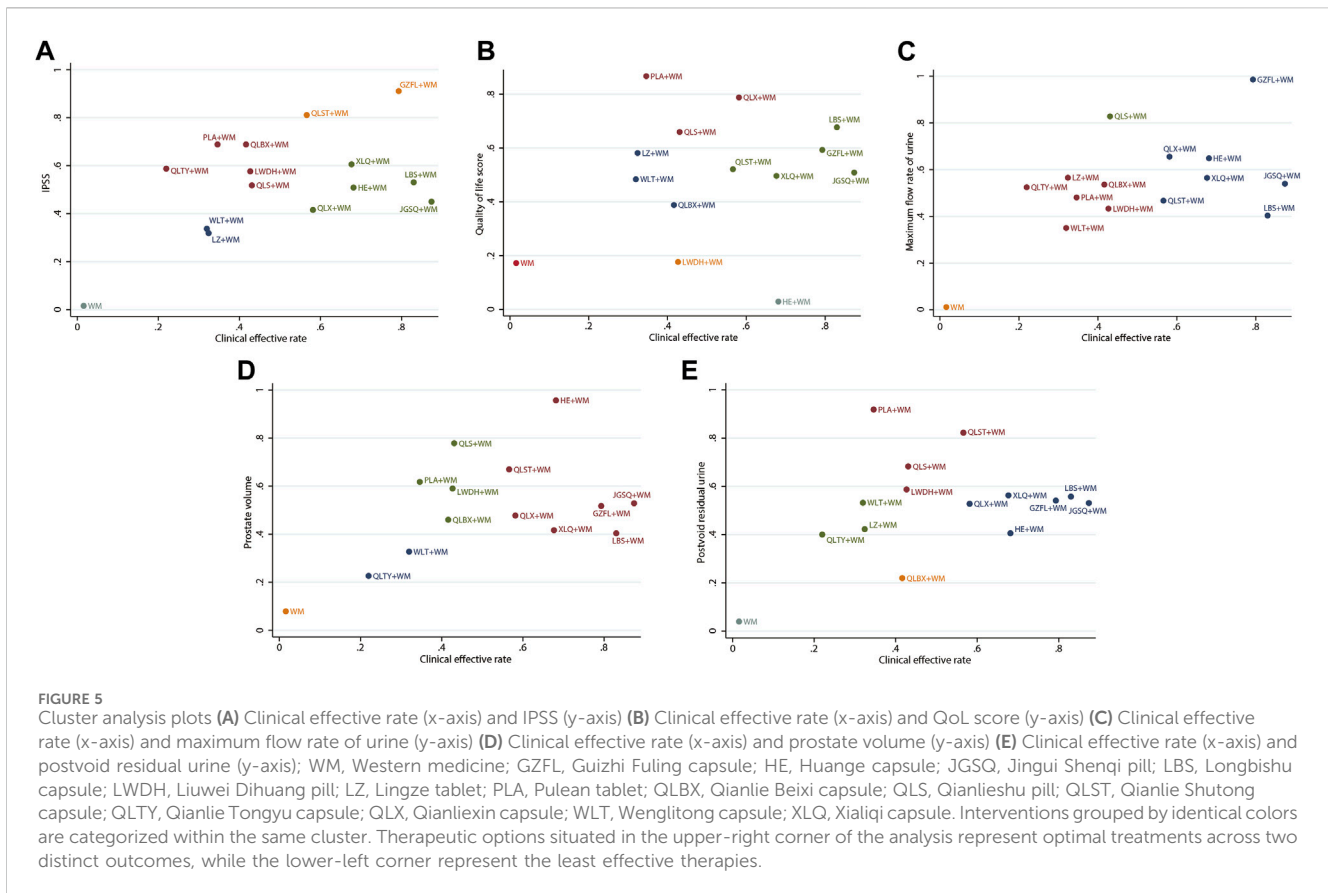 A
IPSS
1
.8
.6
.4
.2
0
GZFL+WM
QLST+WM
PLA+WM
QLBX+WM
XLQ+WM
QLTY+WM
LWDH+WM
LBS+WM
QLS+WM
HE+WM
JGSQ+WM
QLX+WM
WLT+WM
LZ+WM
WM
0 .2 .4 .6 .8
Clinical effective rate
B
Quality of life score
.8
.6
.4
.2
0
PLA+WM
QLX+WM
QLS+WM
LBS+WM
LZ+WM
GZFL+WM
QLST+WM
WLT+WM
XLQ+WM
JGSQ+WM
QLBX+WM
WM
LWDH+WM
HE+WM
0 .2 .4 .6 .8
Clinical effective rate
C
Maximum flow rate of urine
1
.8
.6
.4
.2
0
GZFL+WM
QLS+WM
QLX+WM
HE+WM
LZ+WM
XLQ+WM
JGSQ+WM
QLTY+WM
QLBX+WM
PLA+WM
QLST+WM
LWDH+WM
LBS+WM
WLT+WM
WM
0 .2 .4 .6 .8
Clinical effective rate
D
Prostate volume
1
.8
.6
.4
.2
0
HE+WM
QLS+WM
QLST+WM
PLA+WM
LWDH+WM
JGSQ+WM
GZFL+WM
QLX+WM
QLBX+WM
XLQ+WM
LBS+WM
WLT+WM
QLTY+WM
WM
0 .2 .4 .6 .8
Clinical effective rate
E
Postvoid residual urine
1
.8
.6
.4
.2
0
PLA+WM
QLST+WM
QLS+WM
LWDH+WM
LBS+WM
XLQ+WM
WLT+WM
QLX+WM
GZFL+WM
JGSQ+WM
LZ+WM
QLTY+WM
HE+WM
QLBX+WM
WM
0 .2 .4 .6 .8
Clinical effective rate
FIGURE 5
Cluster analysis plots (A) Clinical effective rate (x-axis) and IPSS (y-axis) (B) Clinical effective rate (x-axis) and QoL score (y-axis) (C) Clinical effective
rate (x-axis) and maximum flow rate of urine (y-axis) (D) Clinical effective rate (x-axis) and prostate volume (y-axis) (E) Clinical effective rate (x-axis) and
postvoid residual urine (y-axis); WM, Western medicine; GZFL, Guizhi Fuling capsule; HE, Huange capsule; JGSQ, Jingui Shenqi pill; LBS, Longbishu
capsule; LWDH, Liuwei Dihuang pill; LZ, Lingze tablet; PLA, Pulean tablet; QLBX, Qianlie Beixi capsule; QLS, Qianlieshu pill; QLST, Qianlie Shutong
capsule; QLTY, Qianlie Tongyu capsule; QLX, Qianliexin capsule; WLT, Wenglitong capsule; XLQ, Xialiqi capsule. Interventions grouped by identical colors
are categorized within the same cluster. Therapeutic options situated in the upper-right corner of the analysis represent optimal treatments across two
distinct outcomes, while the lower-left corner represent the least effective therapies.